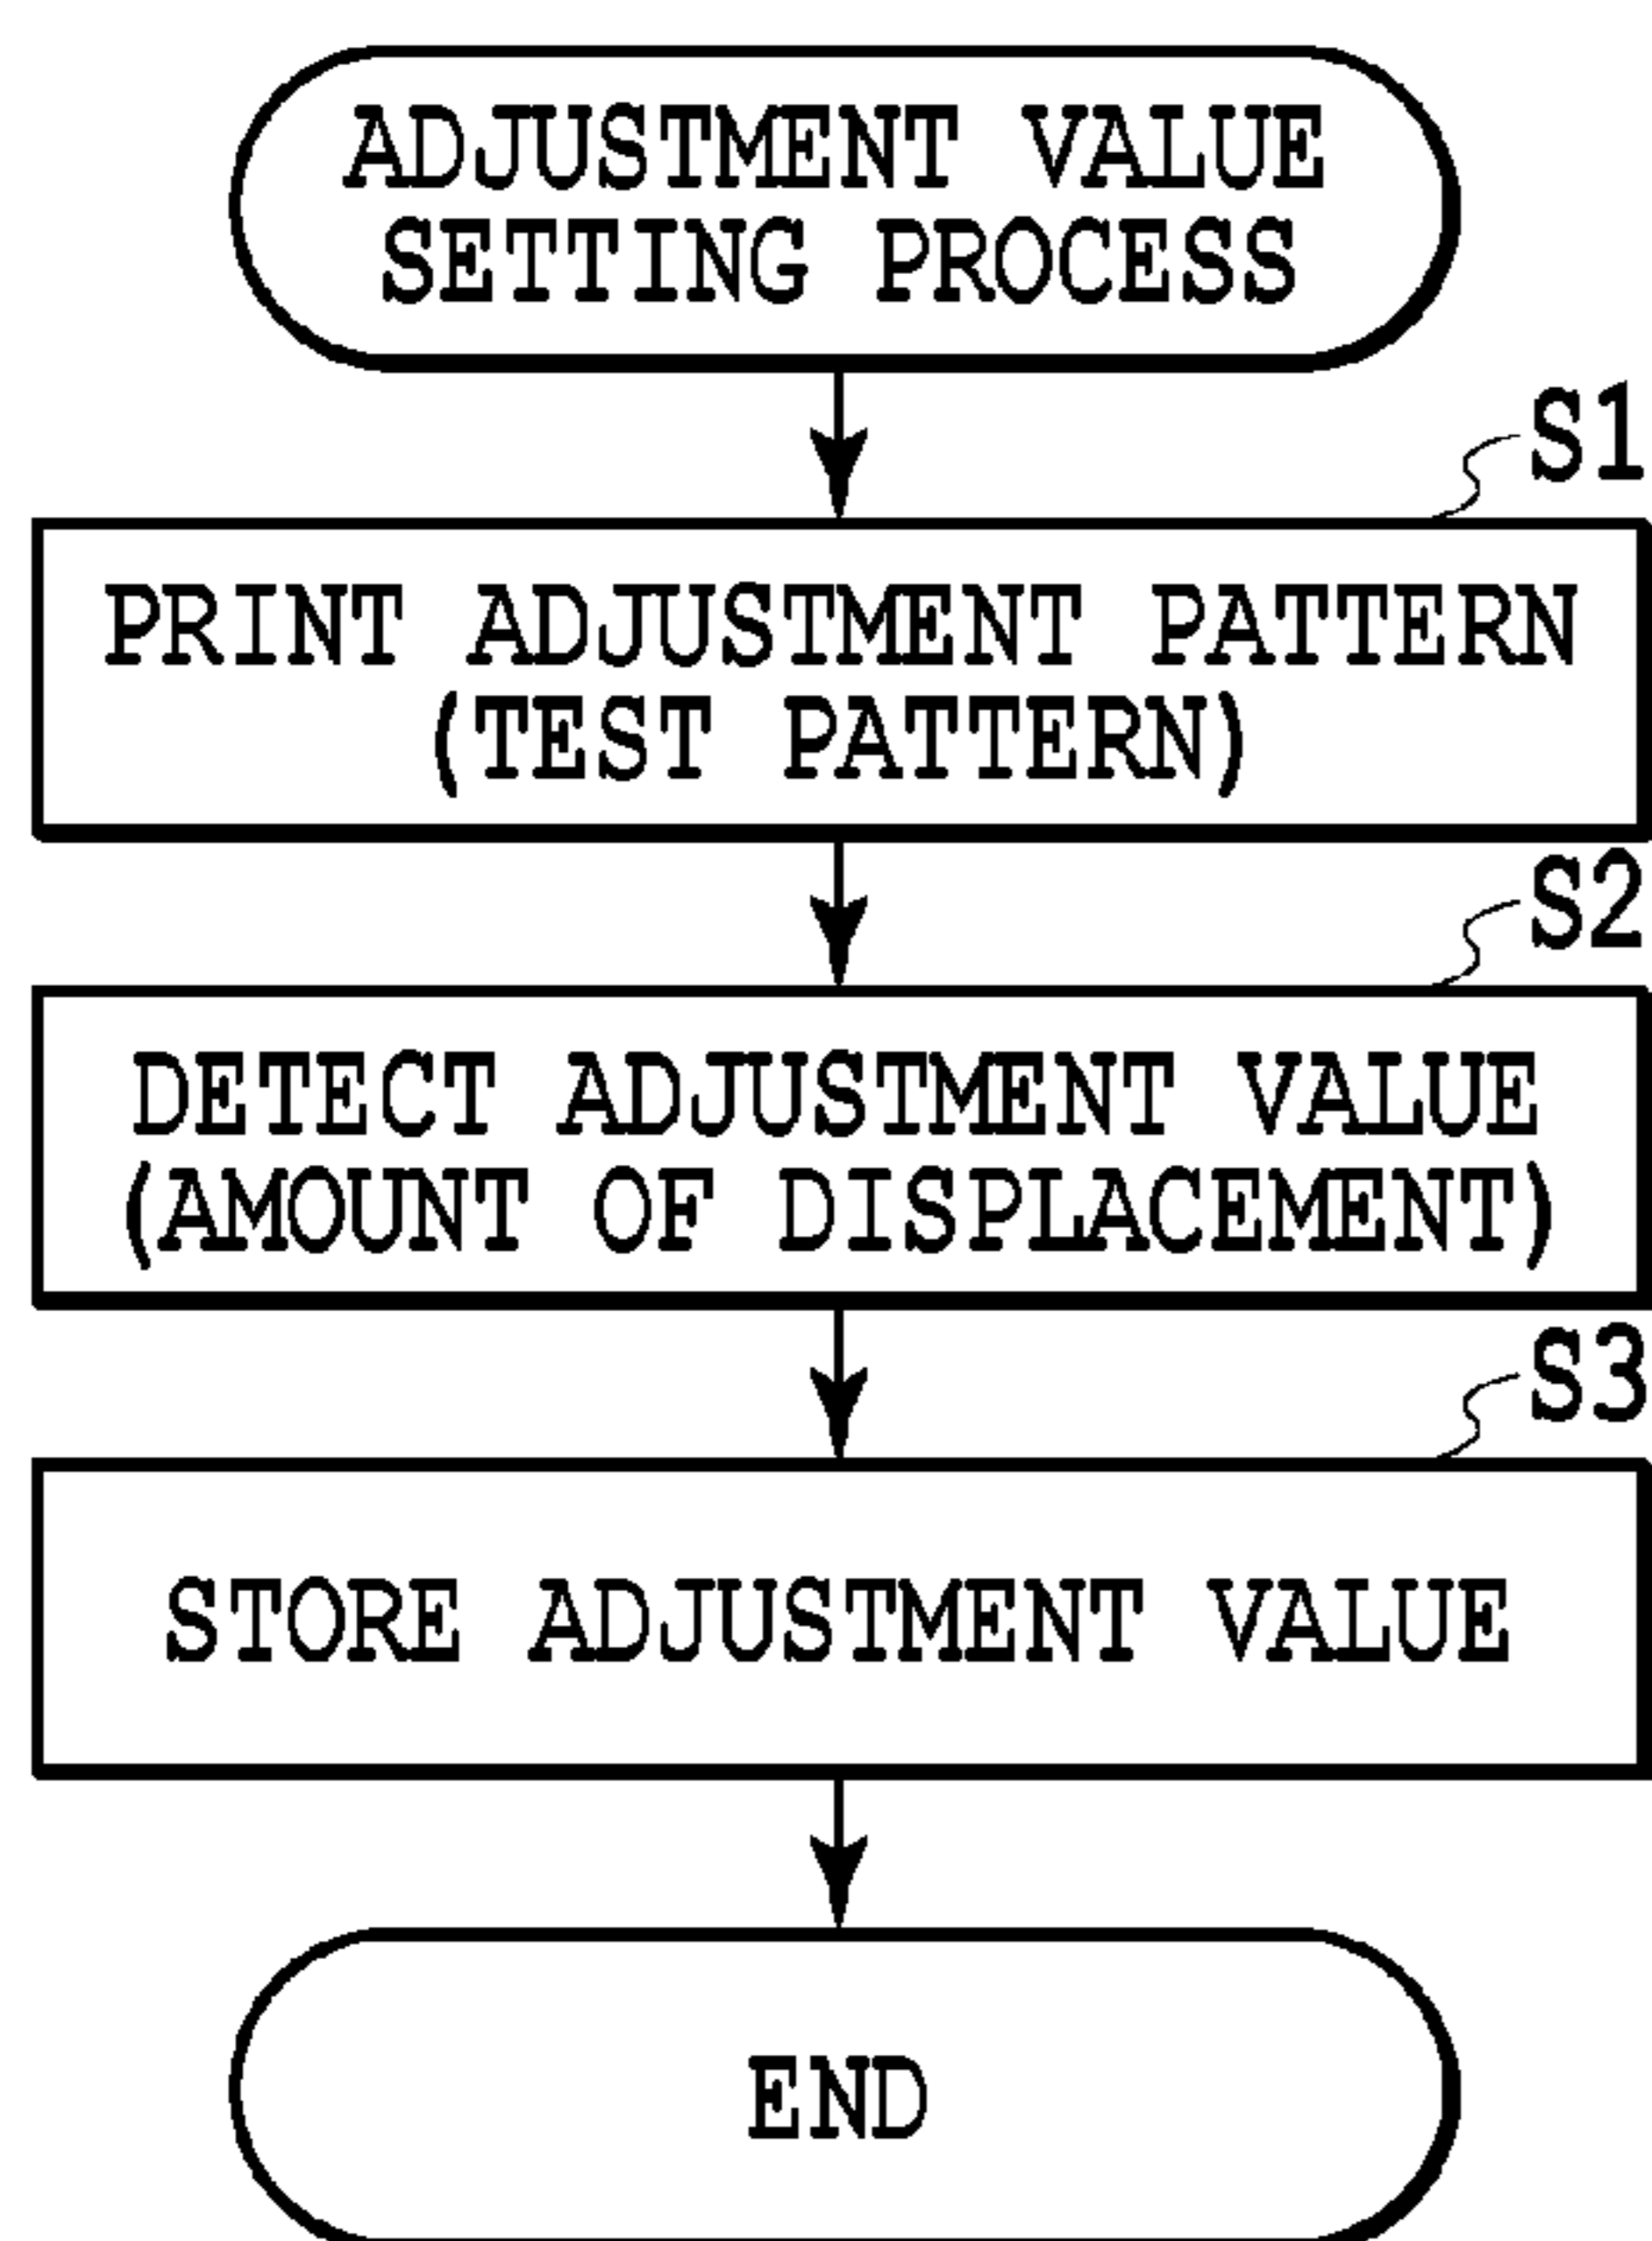 ADJUSTMENT VALUE
SETTING PROCESS
S1
PRINT ADJUSTMENT PATTERN
(TEST PATTERN)
S2
DETECT ADJUSTMENT VALUE
(AMOUNT OF DISPLACEMENT)
S3
STORE ADJUSTMENT VALUE
END